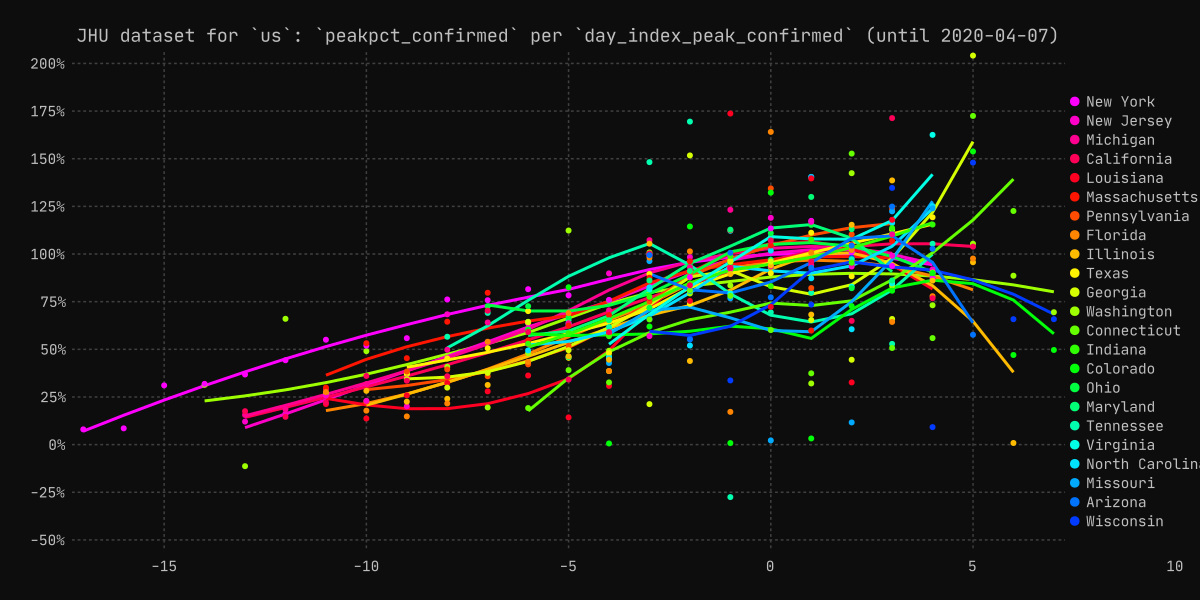 JHU dataset for `us`: `peakpct_confirmed` per `day_index_peak_confirmed` (until 2020-04-07)
200%
175%
150%
125%
100%
75%
50%
25%
0%
-25%
-50%
-15
-10
-5
0
5
10
New York
New Jersey
Michigan
California
Louisiana
Massachusetts
Pennsylvania
Florida
Illinois
Texas
Georgia
Washington
Connecticut
Indiana
Colorado
Ohio
Maryland
Tennessee
Virginia
North Carolin
Missouri
Arizona
Wisconsin